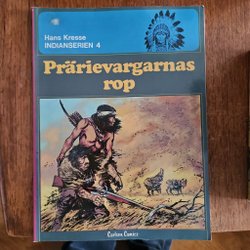 Hans Kresse
INDIANSERIEN 4
Prärievargarnas
rop
Carlsen Comics